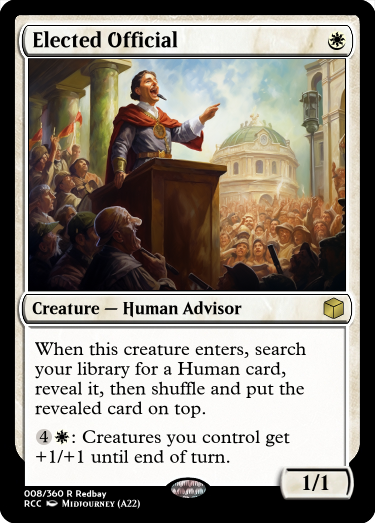 Elected Official
Creature — Human Advisor
When this creature enters, search
your library for a Human card,
reveal it, then shuffle and put the
revealed card on top.
4: Creatures you control get
+1/+1 until end of turn.
1/1
008/360 R Redbay
RCC Midjourney (A22)